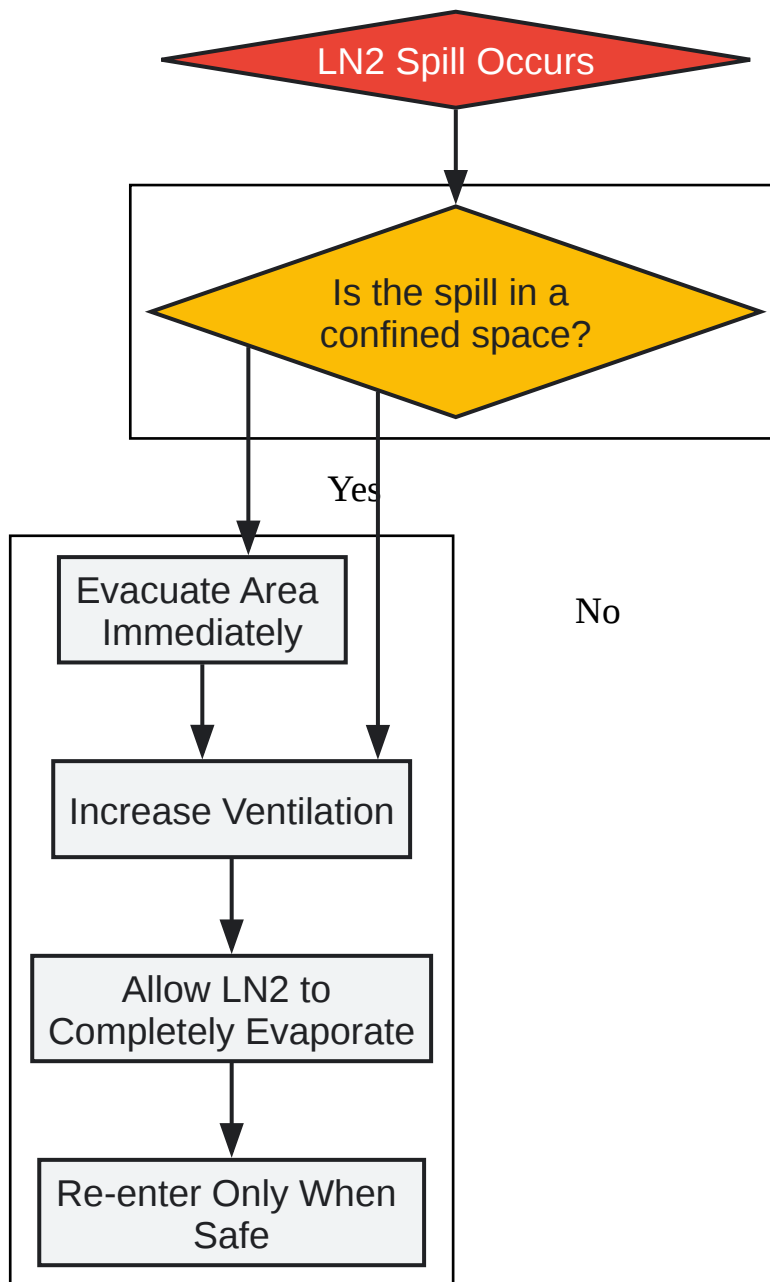 LN2 Spill Occurs
Is the spill in a
confined space?
Yes
Evacuate Area
Immediately
No
Increase Ventilation
Allow LN2 to
Completely Evaporate
Re-enter Only When
Safe